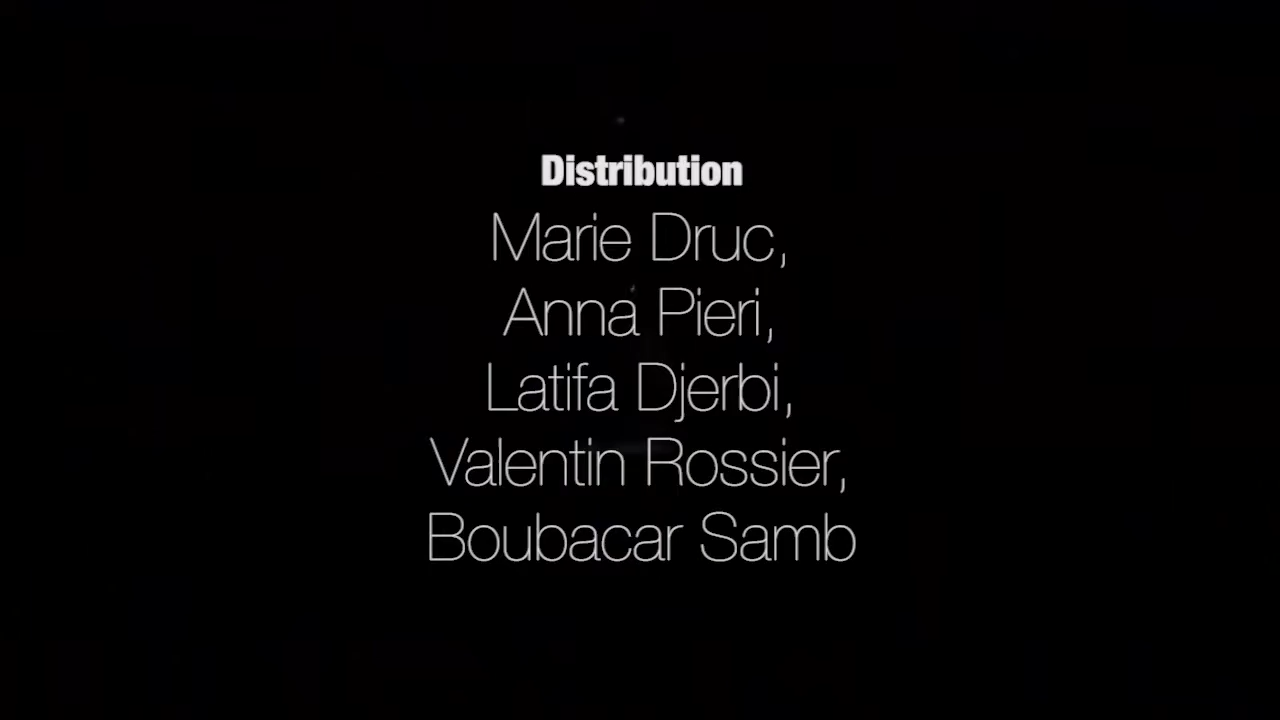 Distribution
Marie Druc,
Anna Pieri,
Latifa Djerbi,
Valentin Rossier,
Boubacar Samb